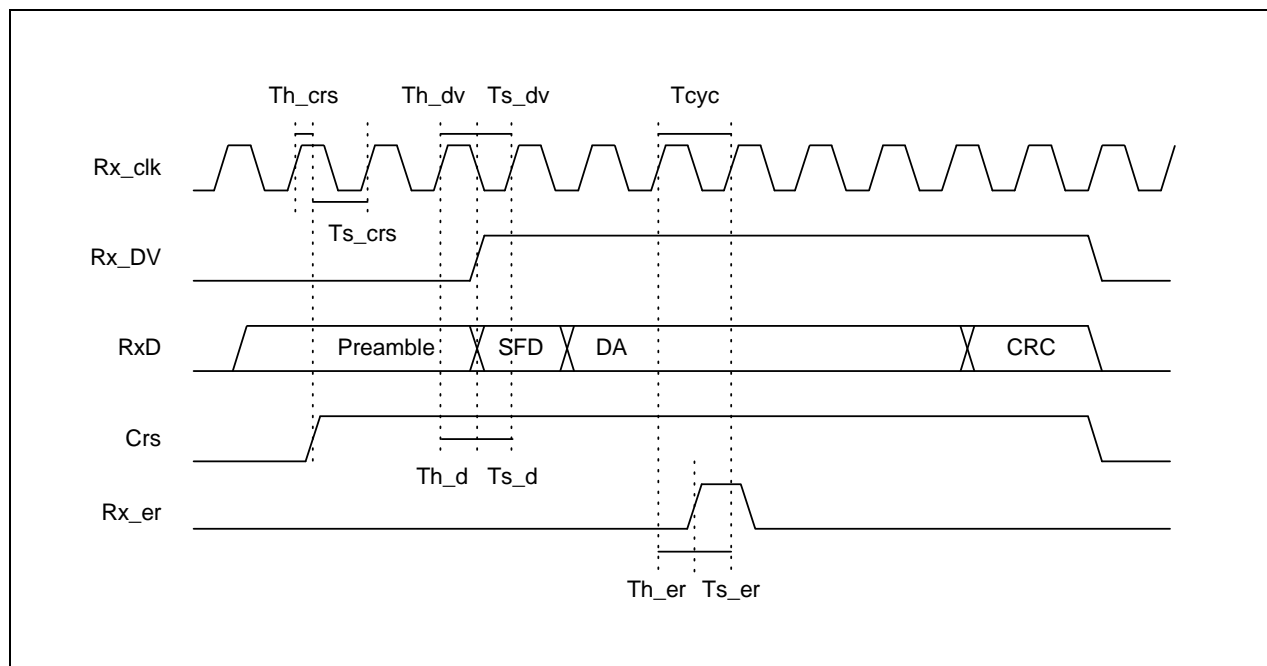 Th_crs Th_dv Ts_dv Tcyc
Rx_clk
Ts_crs
Rx_DV
RxD Preamble SFD DA CRC
Crs
Th_d Ts_d
Rx_er
Th_er Ts_er